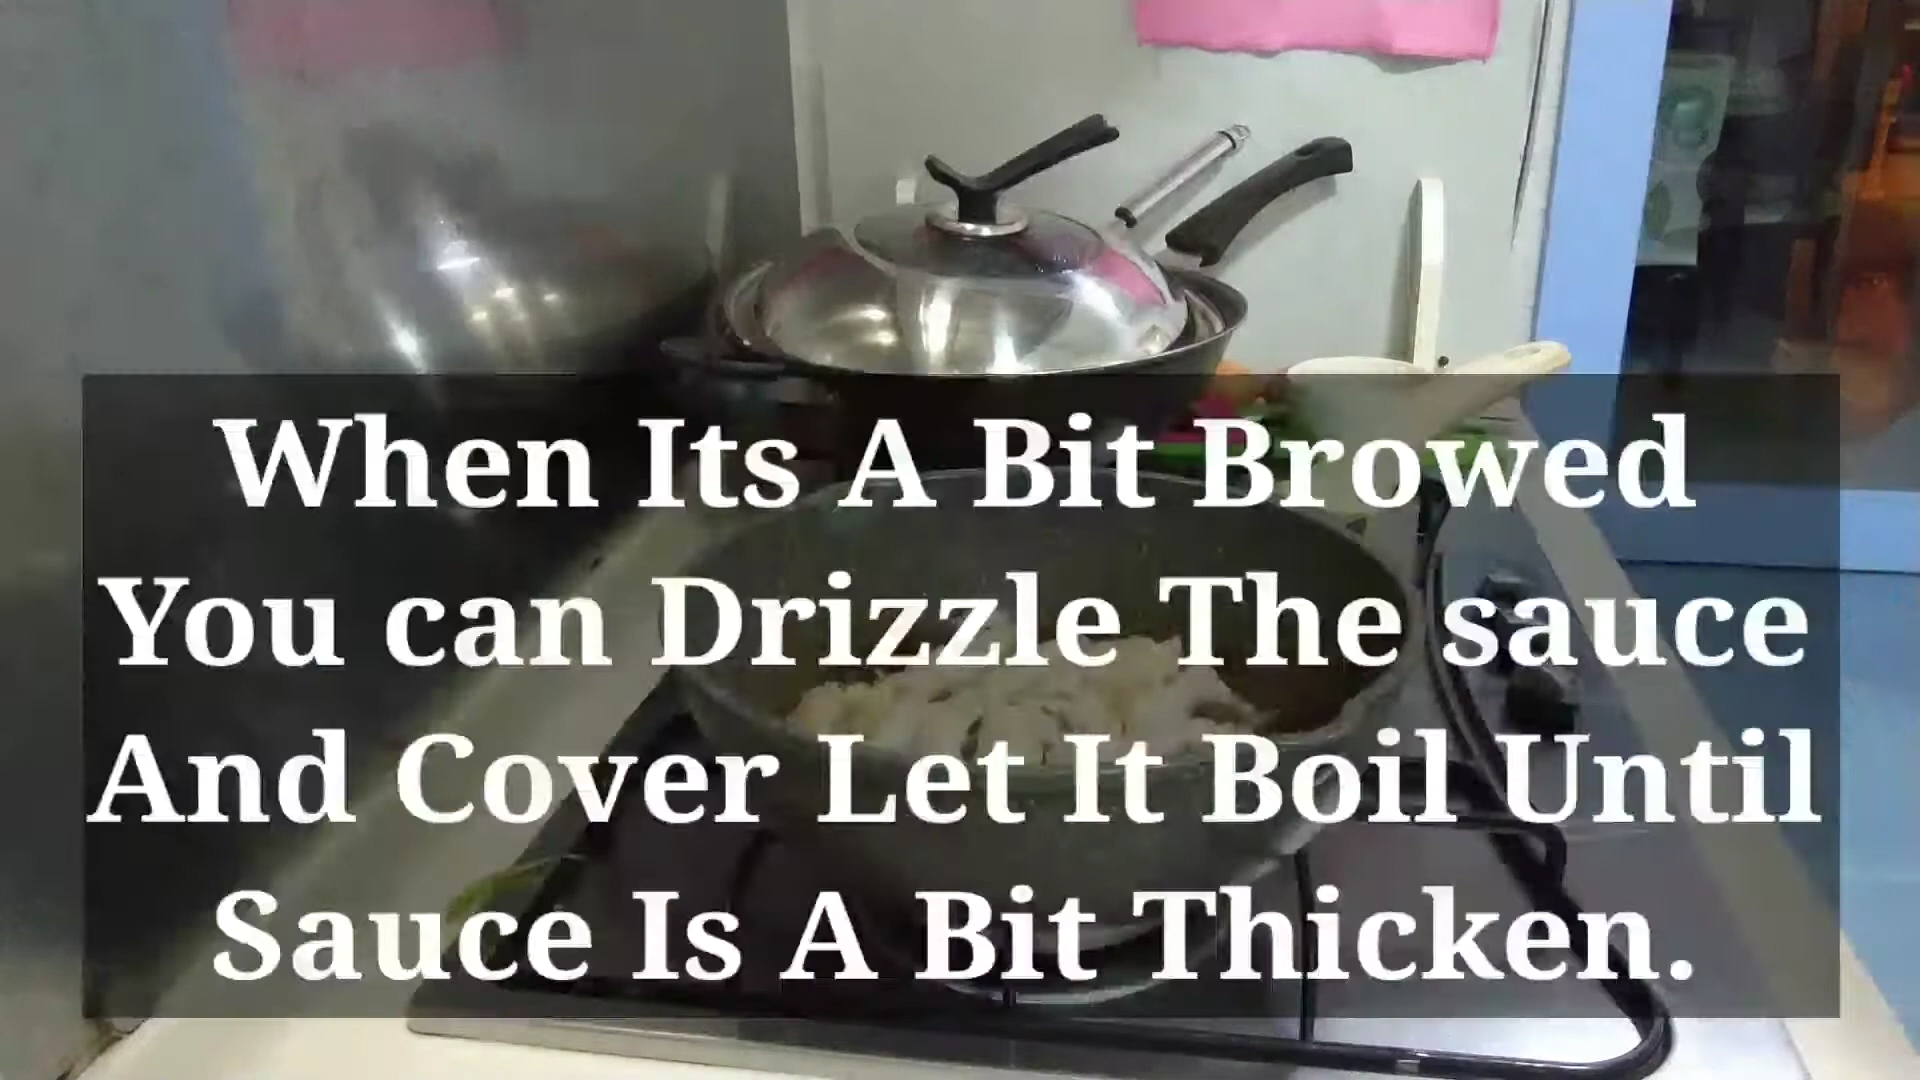 When Its A Bit Browed
You can Drizzle The sauce
And Cover Let It Boil Until
Sauce Is A Bit Thicken.